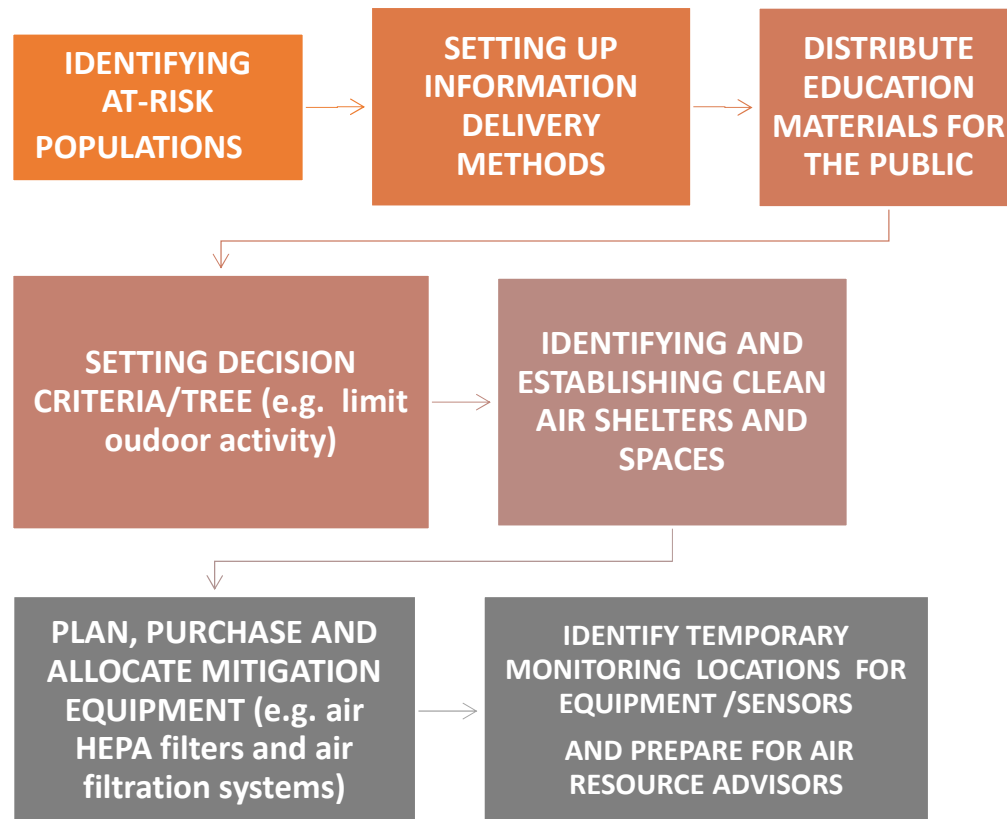 IDENTIFYING
AT-RISK
POPULATIONS
SETTING UP
INFORMATION
DELIVERY
METHODS
DISTRIBUTE
EDUCATION
MATERIALS FOR
THE PUBLIC
SETTING DECISION
CRITERIA/TREE (e.g. limit
oudoor activity)
IDENTIFYING AND
ESTABLISHING CLEAN
AIR SHELTERS AND
SPACES
PLAN, PURCHASE AND
ALLOCATE MITIGATION
EQUIPMENT (e.g. air
HEPA filters and air
filtration systems)
IDENTIFY TEMPORARY
MONITORING LOCATIONS FOR
EQUIPMENT /SENSORS
AND PREPARE FOR AIR
RESOURCE ADVISORS